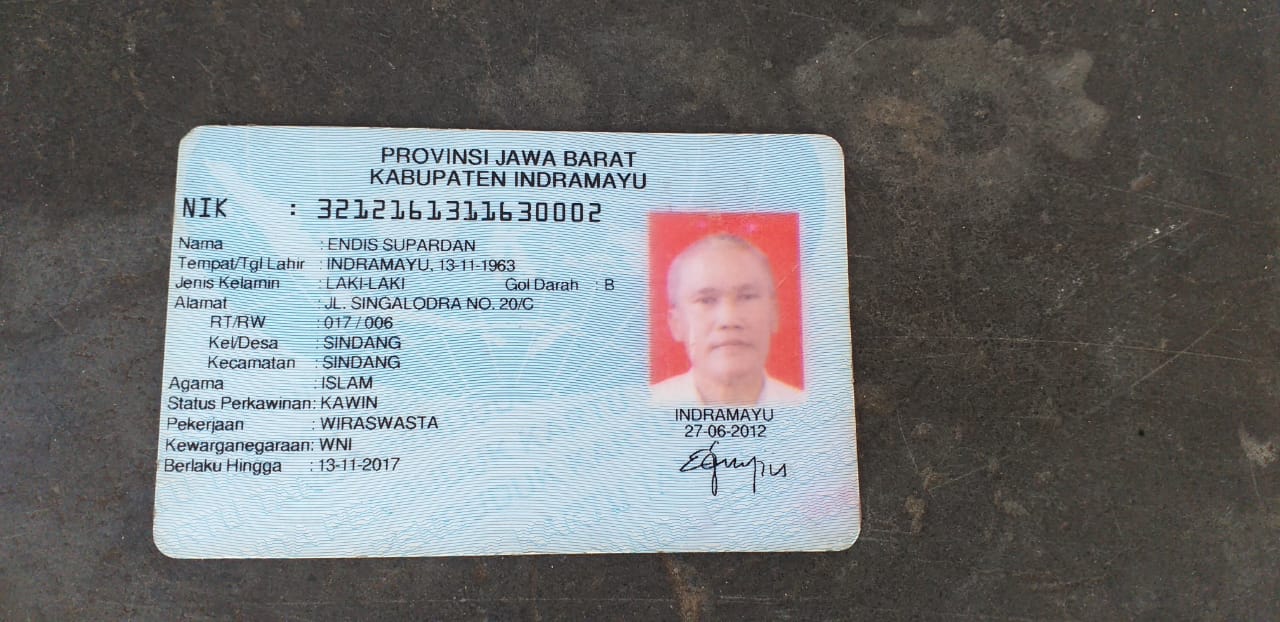 PROVINSI JAWA BARAT
KABUPATEN INDRAMAYU
NIK : 3212161311630002
Nama : ENDIS SUPARDAN
Tempat/Tgl Lahir : INDRAMAYU, 13-11-1963
Jenis Kelamin : LAKI-LAKI Gol Darah : B
Alamat : JL. SINGALODRA NO. 20/C
RT/RW : 017 / 006
Kel/Desa : SINDANG
Kecamatan : SINDANG
Agama : ISLAM
Status Perkawinan: KAWIN
Pekerjaan : WIRASWASTA
Kewarganegaraan: WNI
Berlaku Hingga : 13-11-2017
INDRAMAYU
27-06-2012